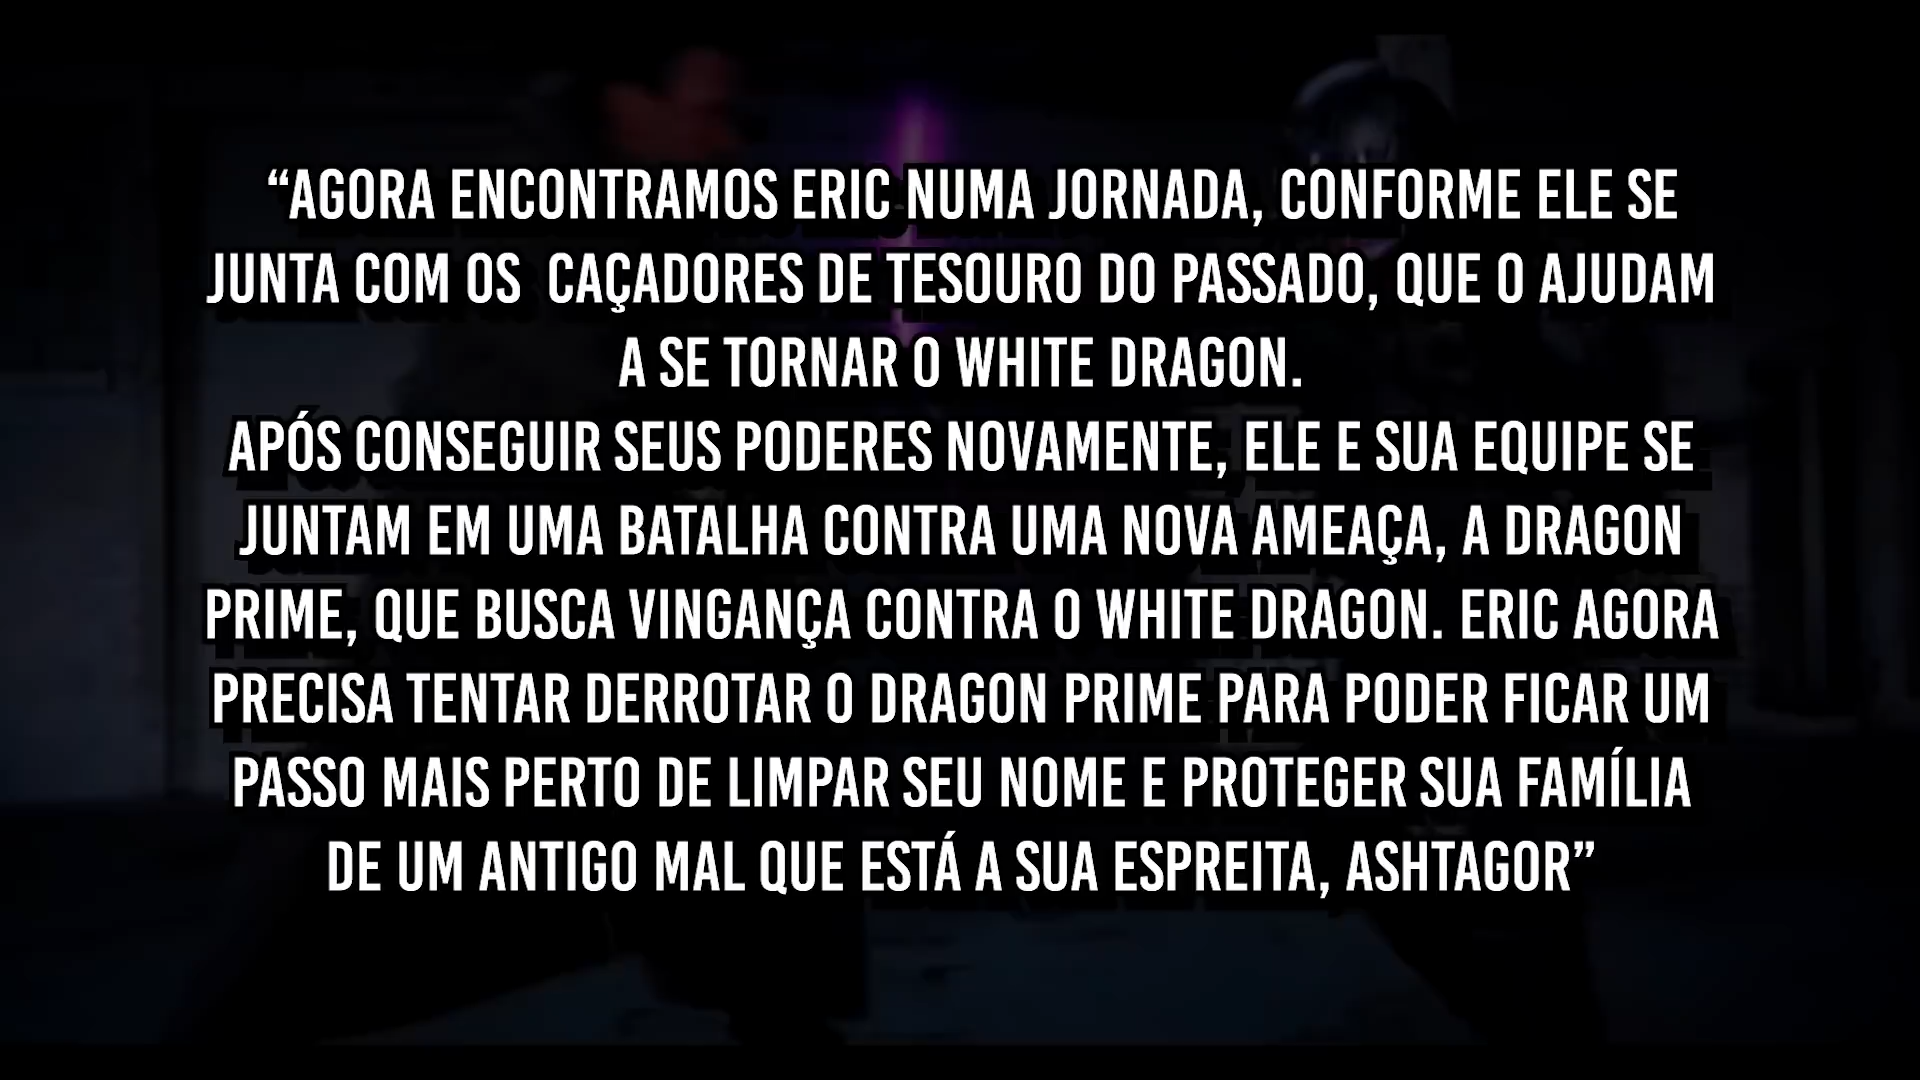 “AGORA ENCONTRAMOS ERIC NUMA JORNADA, CONFORME ELE SE
JUNTA COM OS CAÇADORES DE TESOURO DO PASSADO, QUE O AJUDAM
A SE TORNAR O WHITE DRAGON.
APÓS CONSEGUIR SEUS PODERES NOVAMENTE, ELE E SUA EQUIPE SE
JUNTAM EM UMA BATALHA CONTRA UMA NOVA AMEAÇA, A DRAGON
PRIME, QUE BUSCA VINGANÇA CONTRA O WHITE DRAGON. ERIC AGORA
PRECISA TENTAR DERROTAR O DRAGON PRIME PARA PODER FICAR UM
PASSO MAIS PERTO DE LIMPAR SEU NOME E PROTEGER SUA FAMÍLIA
DE UM ANTIGO MAL QUE ESTÁ A SUA ESPREITA, ASHTAGOR”